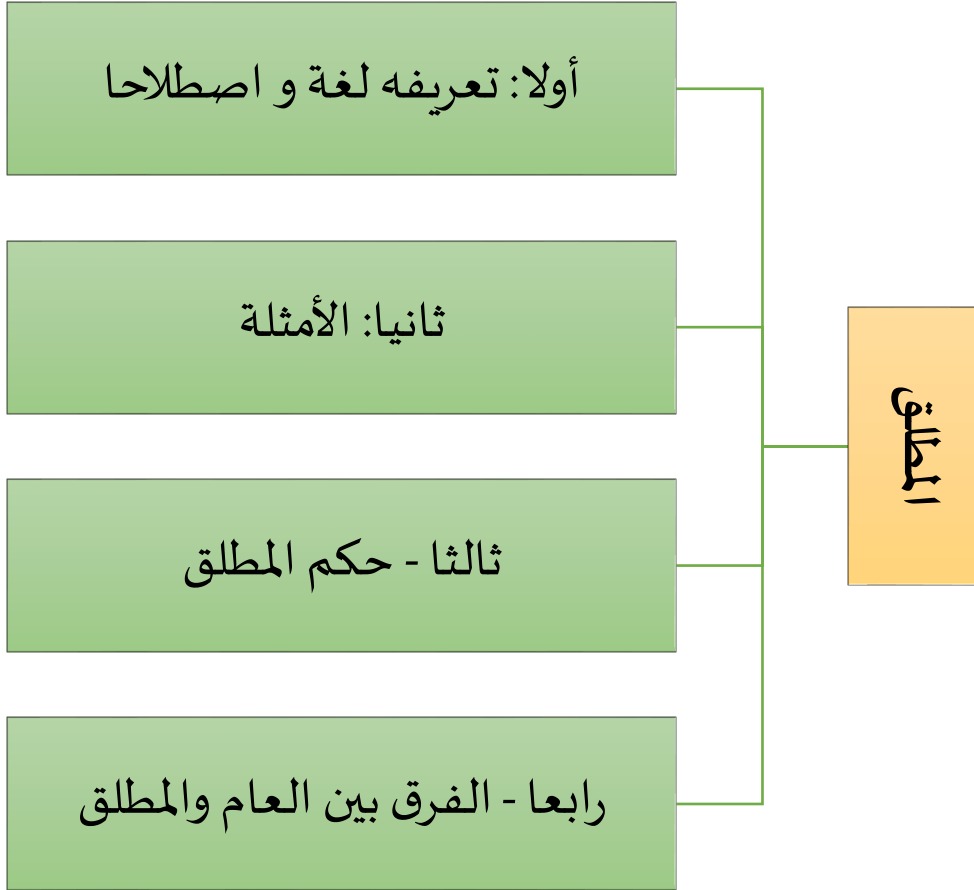 المطلق
أولا: تعريفه لغة و اصطلاحا
ثانيا: الأمثلة
ثالثا - حكم المطلق
رابعا - الفرق بين العام والمطلق